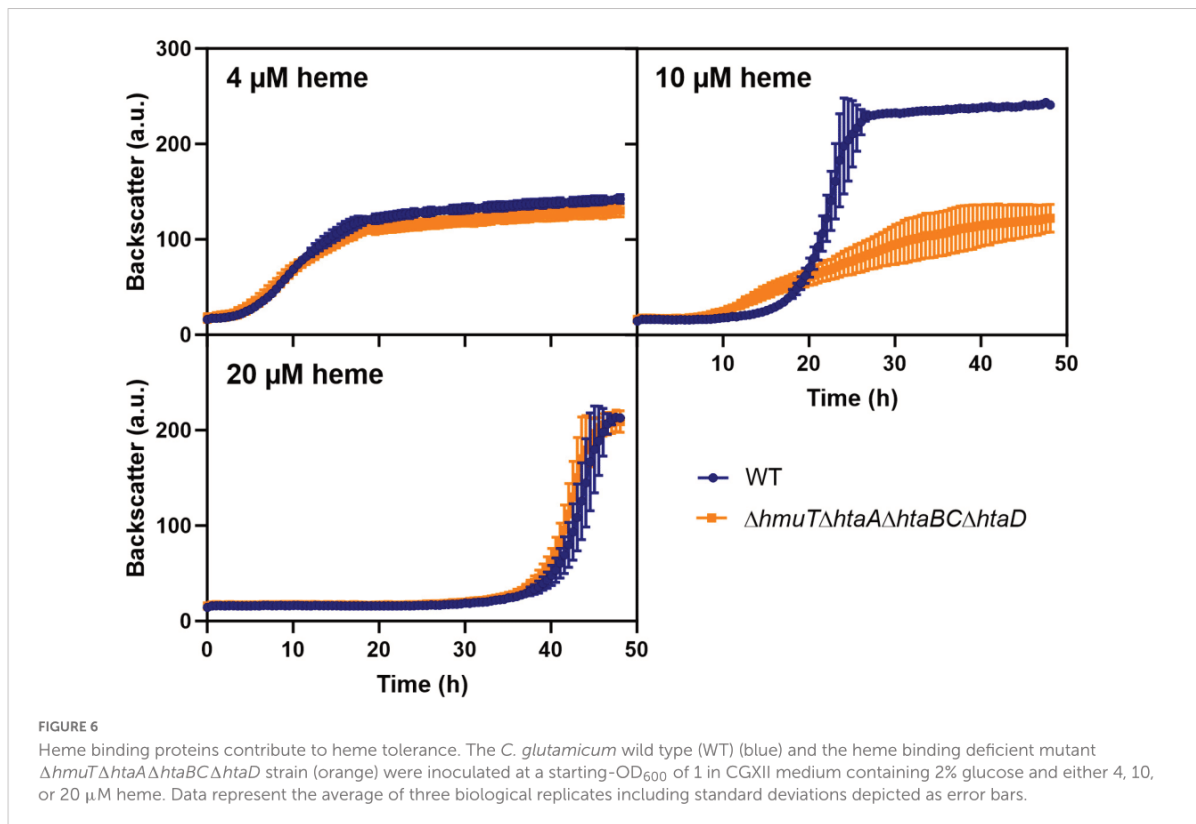 4 µM heme
10 µM heme
300
200
100
0
Backscatter (a.u.)
10 20 30 40 50
Time (h)
20 µM heme
200
100
0
Backscatter (a.u.)
0 10 20 30 40 50
Time (h)
WT
ΔhmuTΔhtaAΔhtaBCΔhtaD
FIGURE 6
Heme binding proteins contribute to heme tolerance. The C. glutamicum wild type (WT) (blue) and the heme binding deficient mutant
ΔhmuTΔhtaAΔhtaBCΔhtaD strain (orange) were inoculated at a starting-OD600 of 1 in CGXII medium containing 2% glucose and either 4, 10,
or 20 µM heme. Data represent the average of three biological replicates including standard deviations depicted as error bars.